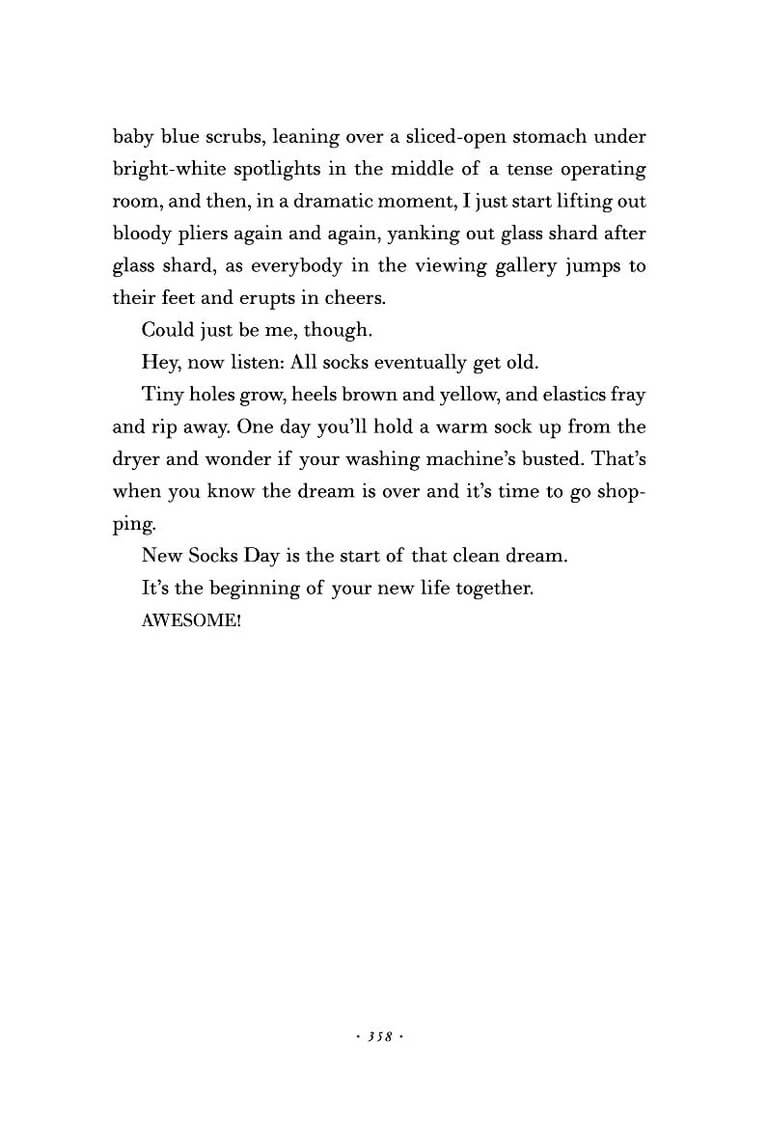 baby blue scrubs, leaning over a sliced-open stomach under
bright-white spotlights in the middle of a tense operating
room, and then, in a dramatic moment, I just start lifting out
bloody pliers again and again, yanking out glass shard after
glass shard, as everybody in the viewing gallery jumps to
their feet and erupts in cheers.
Could just be me, though.
Hey, now listen: All socks eventually get old.
Tiny holes grow, heels brown and yellow, and elastics fray
and rip away. One day you’ll hold a warm sock up from the
dryer and wonder if your washing machine’s busted. That’s
when you know the dream is over and it’s time to go shop-
ping.
New Socks Day is the start of that clean dream.
It’s the beginning of your new life together.
AWESOME!
· 358 ·